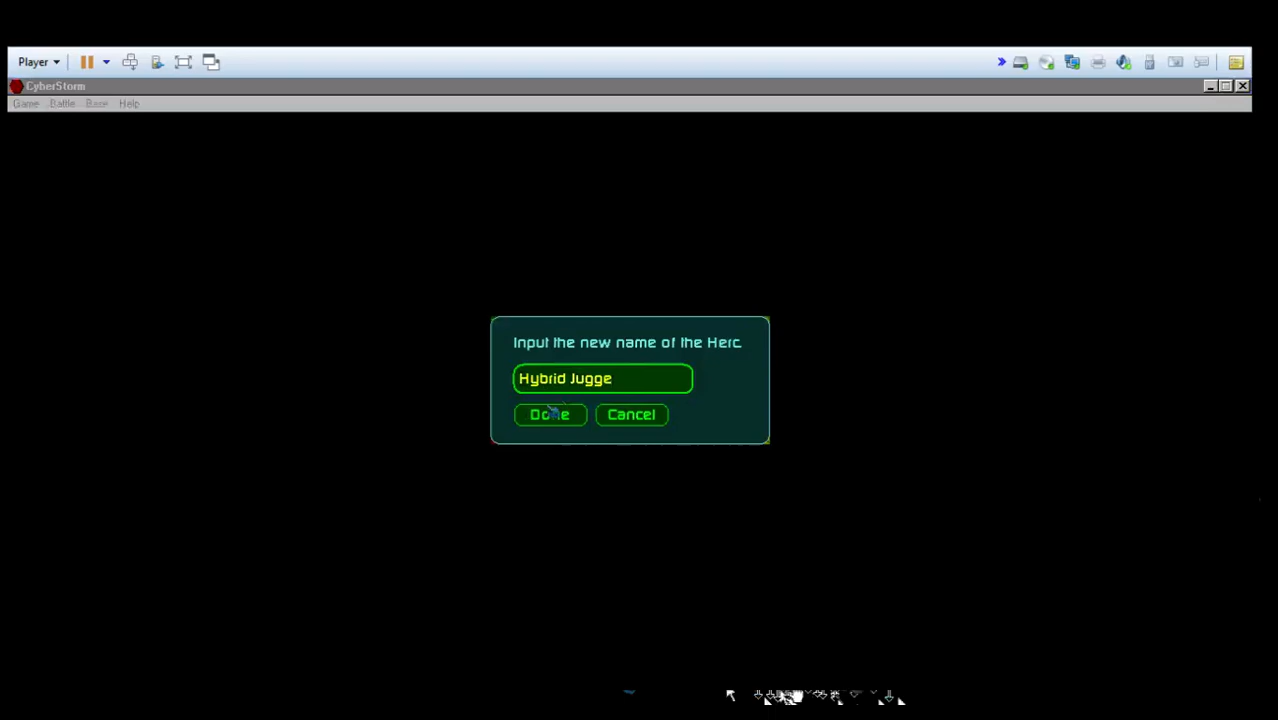 Player
CyberStorm
Game Battle Base Help
Input the new name of the Herc
Hybrid Jugge
Done Cancel